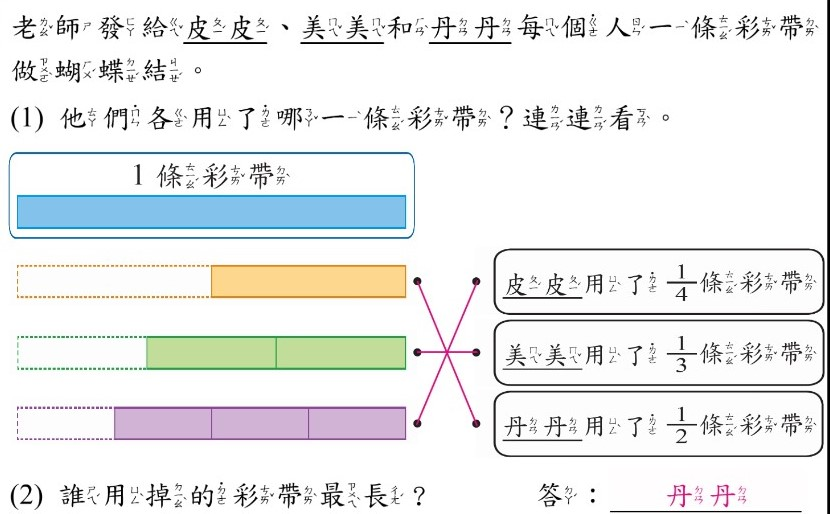 老師發給皮皮、美美和丹丹每個人一條彩帶
做蝴蝶結。
(1) 他們各用了哪一條彩帶？連連看。
1 條彩帶
皮皮用了 1/4 條彩帶
美美用了 1/3 條彩帶
丹丹用了 1/2 條彩帶
(2) 誰用掉的彩帶最長？ 答：丹丹